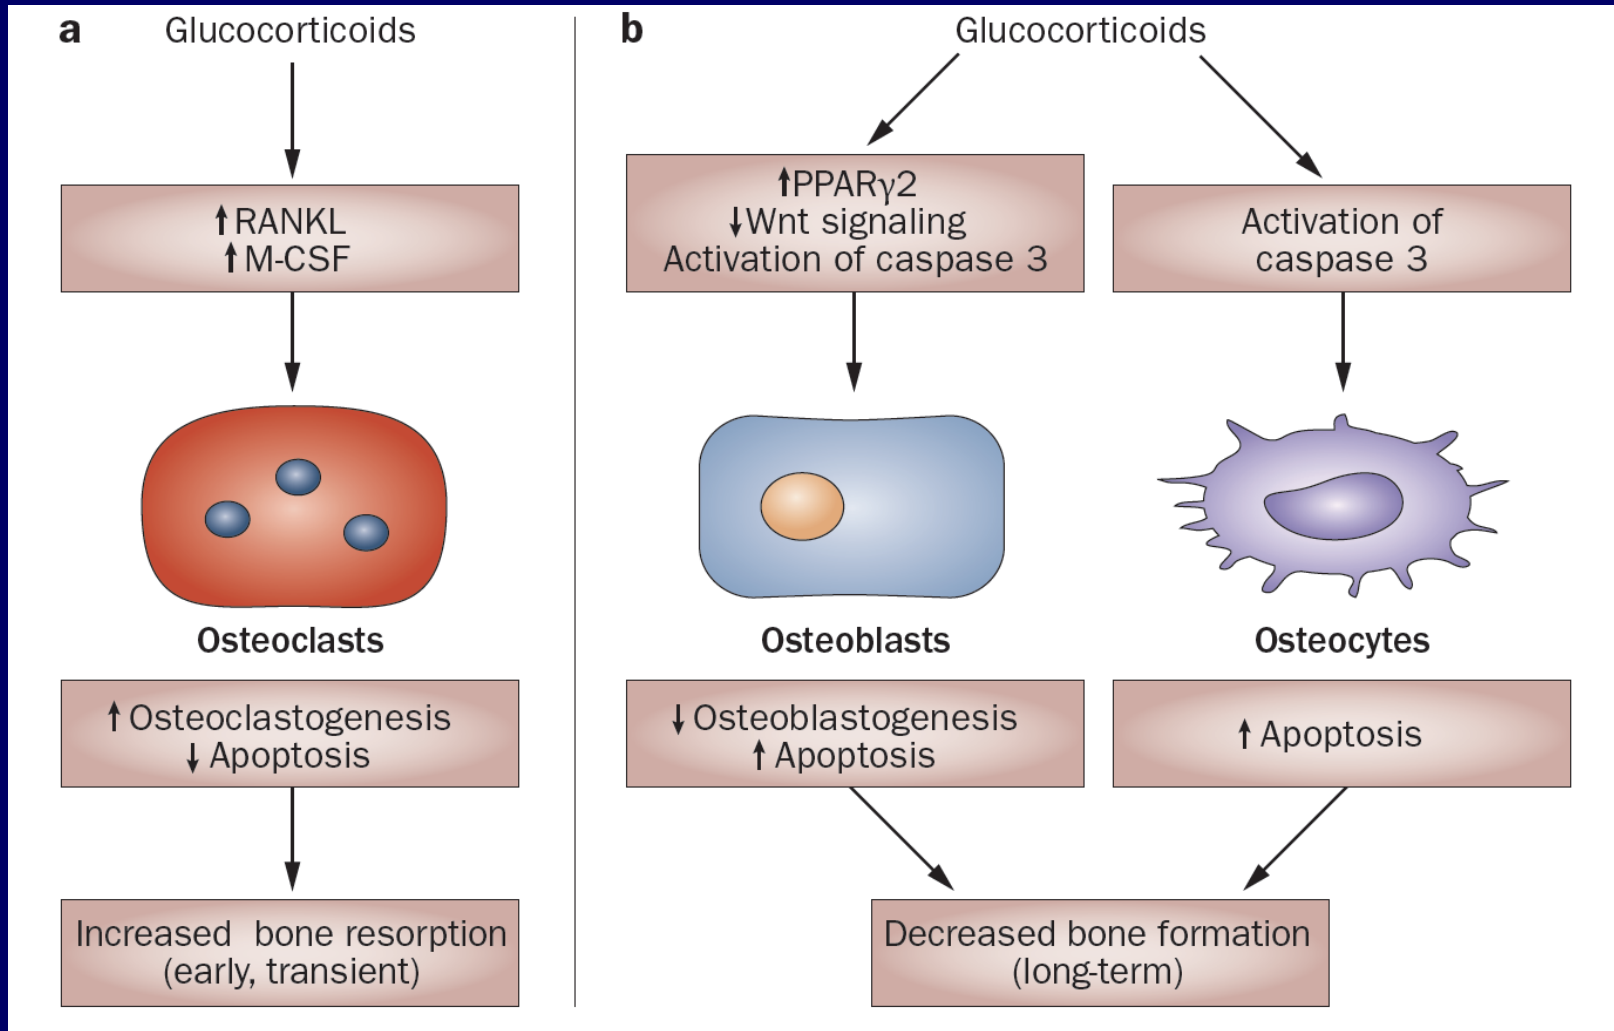 a
Glucocorticoids
↑RANKL
↑M-CSF
Osteoclasts
↑Osteoclastogenesis
↓Apoptosis
Increased bone resorption
(early, transient)
b
Glucocorticoids
↑PPARγ2
↓Wnt signaling
Activation of caspase 3
Osteoblasts
↓Osteoblastogenesis
↑Apoptosis
Activation of
caspase 3
Osteocytes
↑Apoptosis
Decreased bone formation
(long-term)